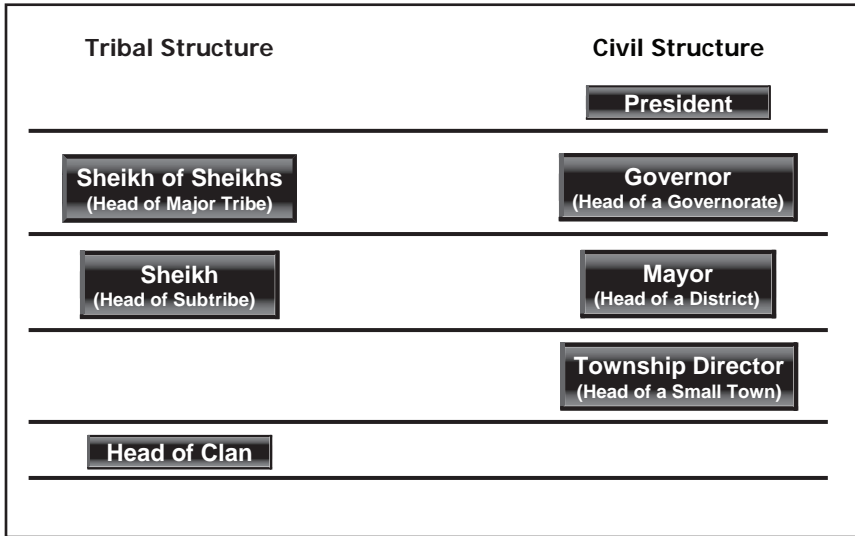 Tribal Structure
Civil Structure
President
Sheikh of Sheikhs
(Head of Major Tribe)
Governor
(Head of a Governorate)
Sheikh
(Head of Subtribe)
Mayor
(Head of a District)
Township Director
(Head of a Small Town)
Head of Clan